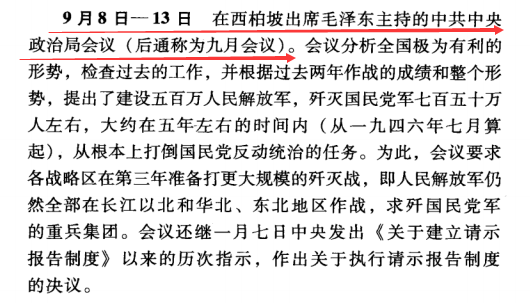 9月8日—13日 在西柏坡出席毛泽东主持的中共中央
政治局会议（后通称为九月会议）。会议分析全国极为有利的
形势，检查过去的工作，并根据过去两年作战的成绩和整个形
势，提出了建设五百万人民解放军，歼灭国民党军七百五十万
人左右，大约在五年左右的时间内（从一九四六年七月算
起），从根本上打倒国民党反动统治的任务。为此，会议要求
各战略区在第三年准备打更大规模的歼灭战，即人民解放军仍
然全部在长江以北和华北、东北地区作战，求歼国民党军
的重兵集团。会议还继一月七日中央发出《关于建立请示
报告制度》以来的历次指示，作出关于执行请示报告制度
的决议。